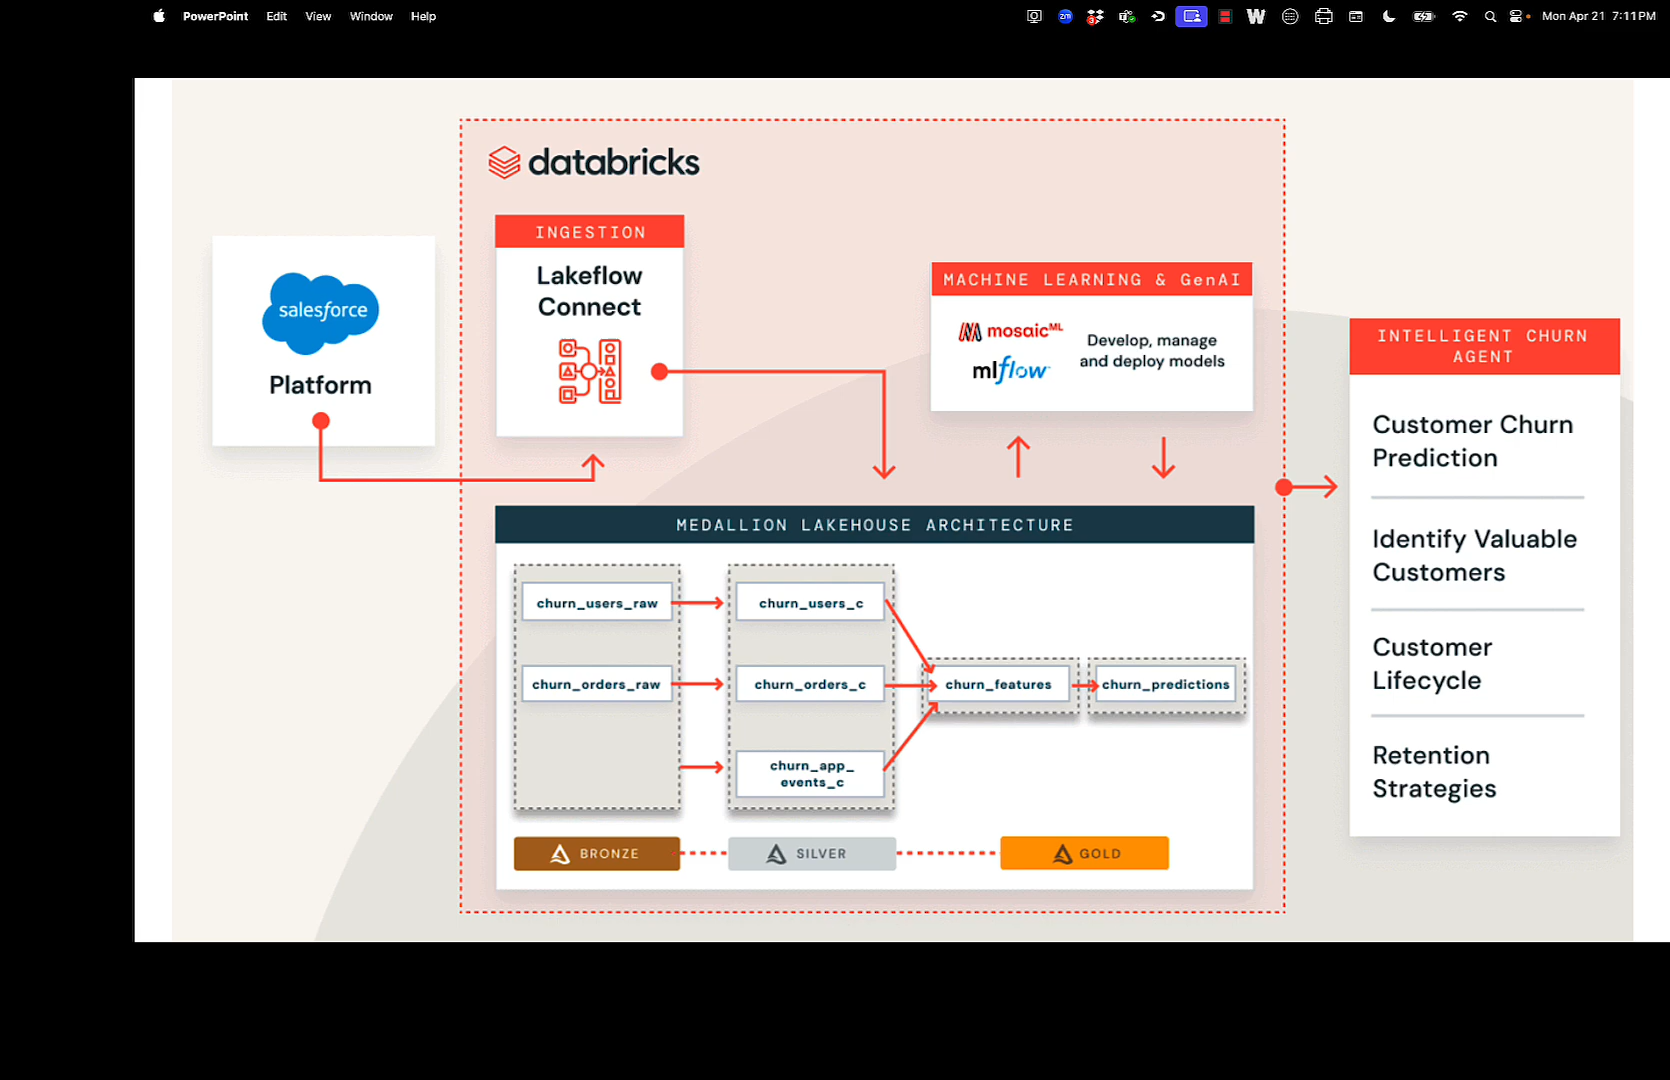 PowerPoint Edit View Window Help
Mon Apr 21 7:11PM
databricks
INGESTION
Lakeflow
Connect
salesforce
Platform
MACHINE LEARNING & GenAI
mosaicML
mlflow
Develop, manage
and deploy models
INTELLIGENT CHURN
AGENT
Customer Churn
Prediction
Identify Valuable
Customers
Customer
Lifecycle
Retention
Strategies
MEDALLION LAKEHOUSE ARCHITECTURE
churn_users_raw
churn_users_c
churn_orders_raw
churn_orders_c
churn_features
churn_predictions
churn_app_
events_c
BRONZE
SILVER
GOLD